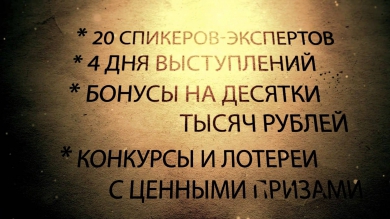 * 20 СПИКЕРОВ-ЭКСПЕРТОВ
* 4 ДНЯ ВЫСТУПЛЕНИЙ
* БОНУСЫ НА ДЕСЯТКИ
ТЫСЯЧ РУБЛЕЙ
* КОНКУРСЫ И ЛОТЕРЕИ
С ЦЕННЫМИ ПРИЗАМИ